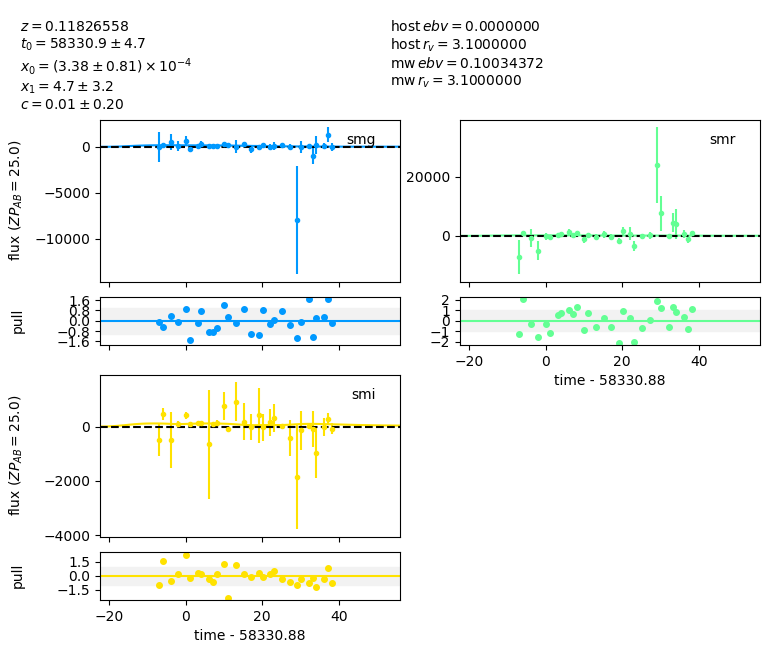 z = 0.11826558
t₀ = 58330.9 ± 4.7
x₀ = (3.38 ± 0.81) × 10⁻⁴
x₁ = 4.7 ± 3.2
c = 0.01 ± 0.20
host ebv = 0.0000000
host r_v = 3.1000000
mw ebv = 0.10034372
mw r_v = 3.1000000
smg
0
−5000
−10000
flux (ZP_AB = 25.0)
smr
20000
0
1.6
0.8
0.0
−0.8
−1.6
pull
2
1
0
−1
−2
−20 0 20 40
time - 58330.88
smi
0
−2000
−4000
flux (ZP_AB = 25.0)
1.5
0.0
−1.5
pull
−20 0 20 40
time - 58330.88